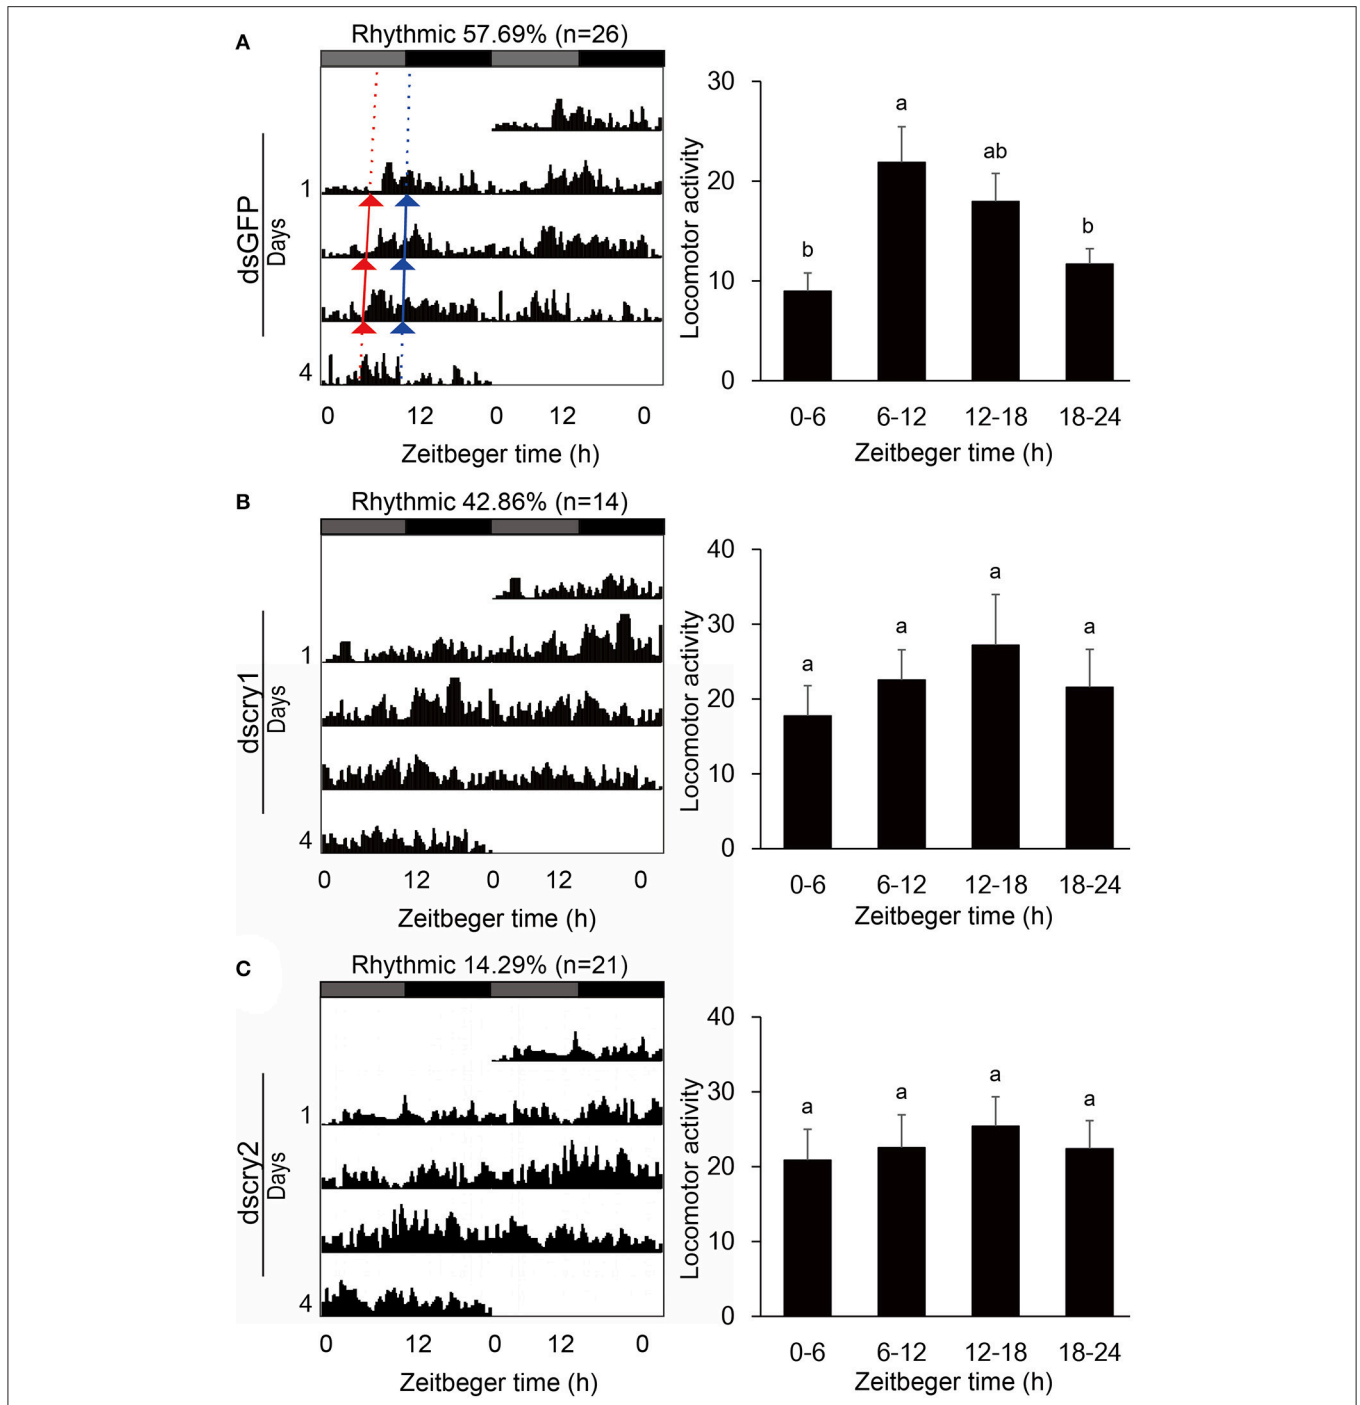 A
Rhythmic 57.69% (n=26)
dsGFP
Days
1
4
0 12 0 12 0
Zeitbeger time (h)
Locomotor activity
30
20
10
0
b
a
ab
b
0-6 6-12 12-18 18-24
Zeitbeger time (h)
B
Rhythmic 42.86% (n=14)
dscry1
Days
1
4
0 12 0 12 0
Zeitbeger time (h)
Locomotor activity
40
30
20
10
0
a
a
a
a
0-6 6-12 12-18 18-24
Zeitbeger time (h)
C
Rhythmic 14.29% (n=21)
dscry2
Days
1
4
0 12 0 12 0
Zeitbeger time (h)
Locomotor activity
40
30
20
10
0
a
a
a
a
0-6 6-12 12-18 18-24
Zeitbeger time (h)